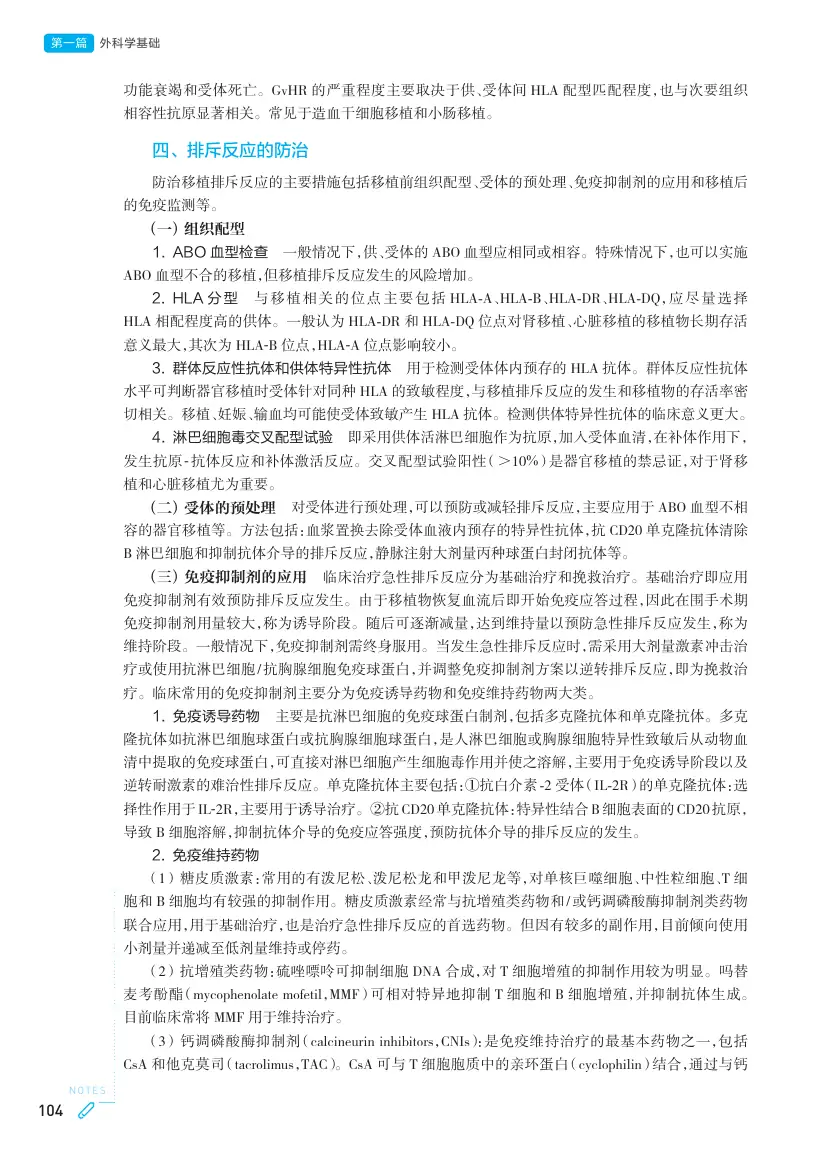 第一篇 外科学基础
功能衰竭和受体死亡。GvHR 的严重程度主要取决于供、受体间 HLA 配型匹配程度,也与次要组织
相容性抗原显著相关。常见于造血干细胞移植和小肠移植。
四、排斥反应的防治
防治移植排斥反应的主要措施包括移植前组织配型、受体的预处理、免疫抑制剂的应用和移植后
的免疫监测等。
(一)组织配型
1. ABO 血型检查 一般情况下,供、受体的 ABO 血型应相同或相容。特殊情况下,也可以实施
ABO 血型不合的移植,但移植排斥反应发生的风险增加。
2. HLA 分型 与移植相关的位点主要包括 HLA-A、HLA-B、HLA-DR、HLA-DQ,应尽量选择
HLA 相配程度高的供体。一般认为 HLA-DR 和 HLA-DQ 位点对肾移植、心脏移植的移植物长期存活
意义最大,其次为 HLA-B 位点,HLA-A 位点影响较小。
3. 群体反应性抗体和供体特异性抗体 用于检测受体体内预存的 HLA 抗体。群体反应性抗体
水平可判断器官移植时受体针对同种 HLA 的致敏程度,与移植排斥反应的发生和移植物的存活率密
切相关。移植、妊娠、输血均可能使受体致敏产生 HLA 抗体。检测供体特异性抗体的临床意义更大。
4. 淋巴细胞毒交叉配型试验 即采用供体活淋巴细胞作为抗原,加入受体血清,在补体作用下,
发生抗原-抗体反应和补体激活反应。交叉配型试验阳性(>10%)是器官移植的禁忌证,对于肾移
植和心脏移植尤为重要。
(二)受体的预处理 对受体进行预处理,可以预防或减轻排斥反应,主要应用于 ABO 血型不相
容的器官移植等。方法包括:血浆置换去除受体血液内预存的特异性抗体,抗 CD20 单克隆抗体清除
B 淋巴细胞和抑制抗体介导的排斥反应,静脉注射大剂量丙种球蛋白封闭抗体等。
(三)免疫抑制剂的应用 临床治疗急性排斥反应分为基础治疗和挽救治疗。基础治疗即应用
免疫抑制剂有效预防排斥反应发生。由于移植物恢复血流后即开始免疫应答过程,因此在围手术期
免疫抑制剂用量较大,称为诱导阶段。随后可逐渐减量,达到维持量以预防急性排斥反应发生,称为
维持阶段。一般情况下,免疫抑制剂需终身服用。当发生急性排斥反应时,需采用大剂量激素冲击治
疗或使用抗淋巴细胞/抗胸腺细胞免疫球蛋白,并调整免疫抑制剂方案以逆转排斥反应,即为挽救治
疗。临床常用的免疫抑制剂主要分为免疫诱导药物和免疫维持药物两大类。
1. 免疫诱导药物 主要是抗淋巴细胞的免疫球蛋白制剂,包括多克隆抗体和单克隆抗体。多克
隆抗体如抗淋巴细胞球蛋白或抗胸腺细胞球蛋白,是人淋巴细胞或胸腺细胞特异性致敏后从动物血
清中提取的免疫球蛋白,可直接对淋巴细胞产生细胞毒作用并使之溶解,主要用于免疫诱导阶段以及
逆转耐激素的难治性排斥反应。单克隆抗体主要包括:①抗白介素-2 受体(IL-2R)的单克隆抗体:选
择性作用于 IL-2R,主要用于诱导治疗。②抗 CD20 单克隆抗体:特异性结合 B 细胞表面的 CD20 抗原,
导致 B 细胞溶解,抑制抗体介导的免疫应答强度,预防抗体介导的排斥反应的发生。
2. 免疫维持药物
(1)糖皮质激素:常用的有泼尼松、泼尼松龙和甲泼尼龙等,对单核巨噬细胞、中性粒细胞、T 细
胞和 B 细胞均有较强的抑制作用。糖皮质激素经常与抗增殖类药物和/或钙调磷酸酶抑制剂类药物
联合应用,用于基础治疗,也是治疗急性排斥反应的首选药物。但因有较多的副作用,目前倾向使用
小剂量并递减至低剂量维持或停药。
(2)抗增殖类药物:硫唑嘌呤可抑制细胞 DNA 合成,对 T 细胞增殖的抑制作用较为明显。吗替
麦考酚酯(mycophenolate mofetil,MMF)可相对特异地抑制 T 细胞和 B 细胞增殖,并抑制抗体生成。
目前临床常将 MMF 用于维持治疗。
(3)钙调磷酸酶抑制剂(calcineurin inhibitors,CNIs):是免疫维持治疗的最基本药物之一,包括
CsA 和他克莫司(tacrolimus,TAC)。CsA 可与 T 细胞胞质中的亲环蛋白(cyclophilin)结合,通过与钙
NOTES
104